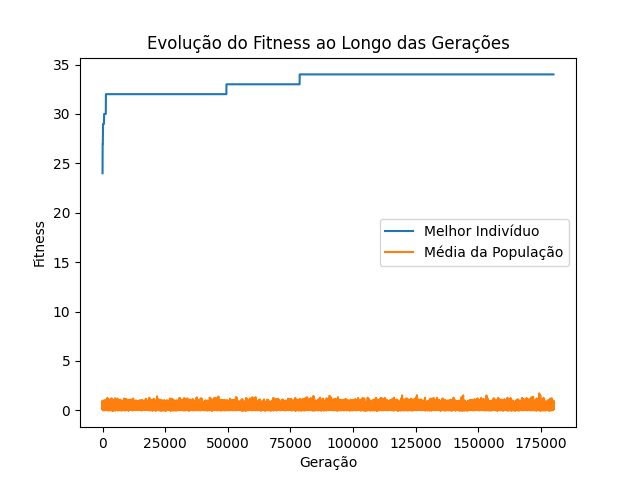 Evolução do Fitness ao Longo das Gerações
35
30
25
20
15
10
5
0
Fitness
Melhor Indivíduo
Média da População
0 25000 50000 75000 100000 125000 150000 175000
Geração